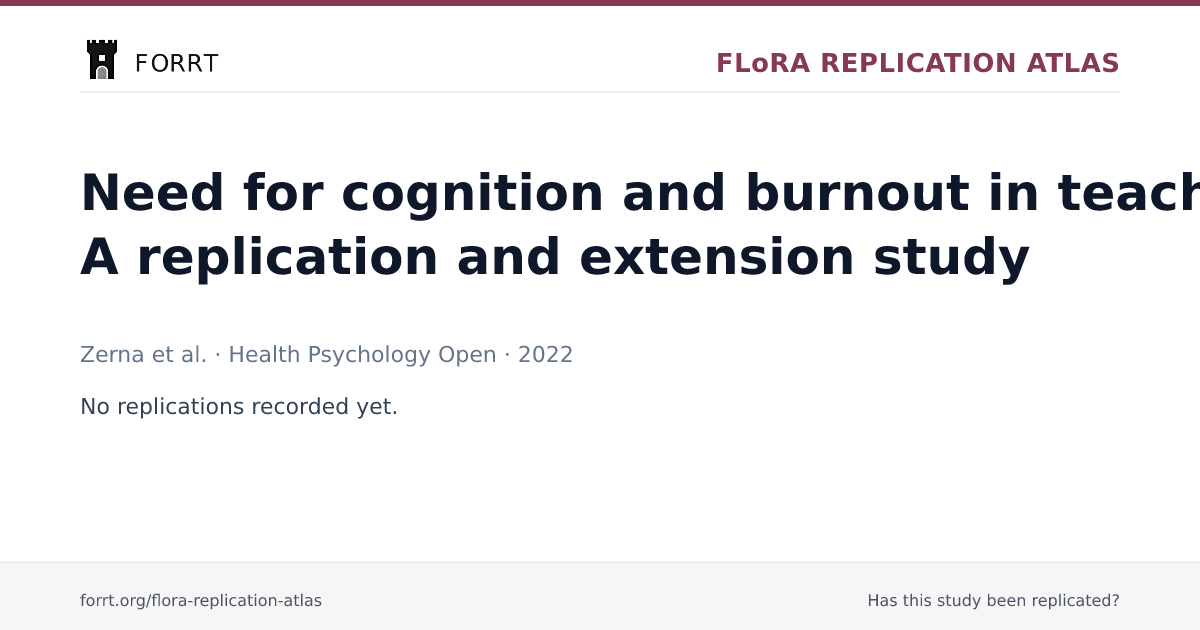 FORRT
FLoRA REPLICATION ATLAS
Need for cognition and burnout in teach
A replication and extension study
Zerna et al. · Health Psychology Open · 2022
No replications recorded yet.
forrt.org/flora-replication-atlas
Has this study been replicated?